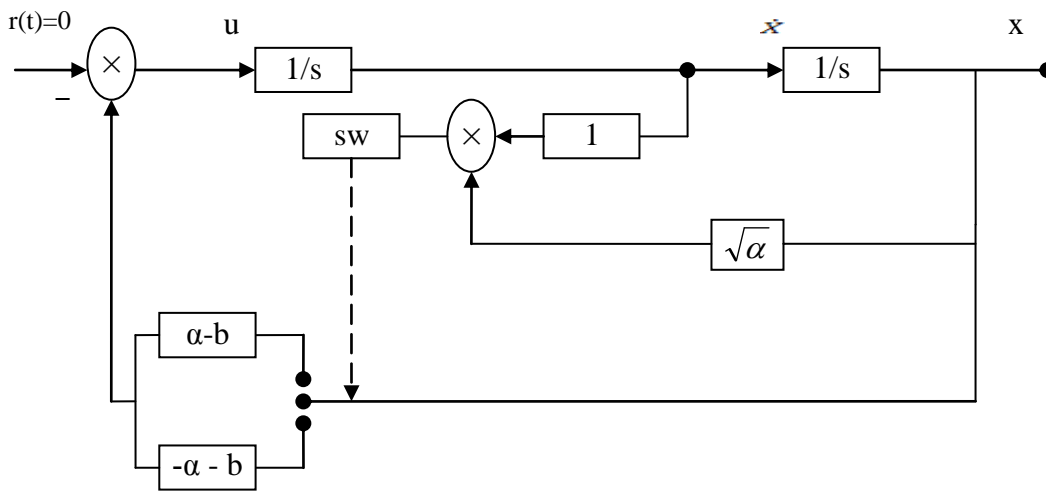 r(t)=0
u
ẋ
x
×
1/s
1/s
–
sw
×
1
√α
α-b
-α - b